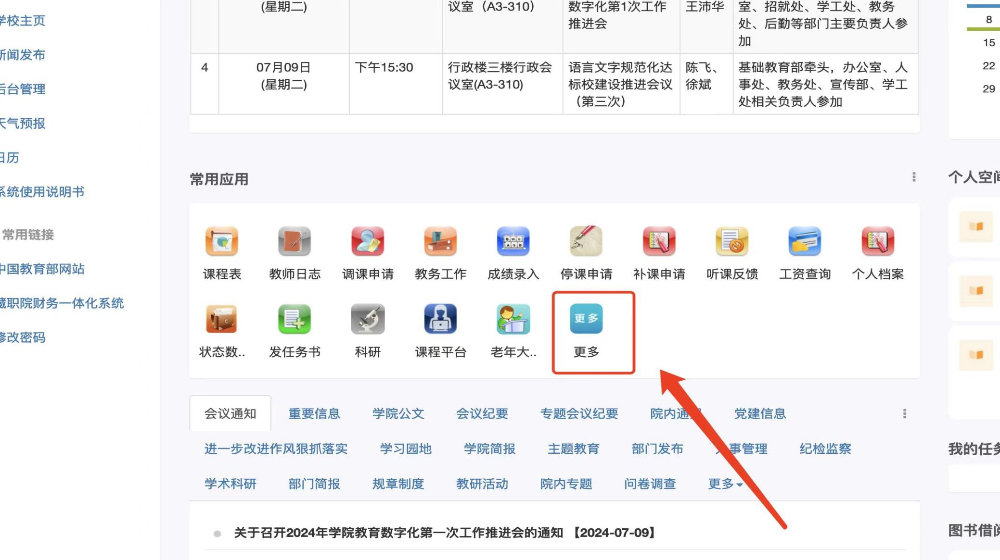 学校主页
新闻发布
后台管理
天气预报
日历
系统使用说明书
常用链接
中国教育部网站
藏职院财务一体化系统
修改密码
(星期二)
议室（A3-310）
数字化第1次工作
推进会
王沛华
室、招就处、学工处、教务
处、后勤等部门主要负责人参
加
4
07月09日
(星期二)
下午15:30
行政楼三楼行政会
议室(A3-310)
语言文字规范化达
标校建设推进会议
（第三次）
陈飞、
徐斌
基础教育部牵头，办公室、人
事处、教务处、宣传部、学工
处相关负责人参加
常用应用
课程表 教师日志 调课申请 教务工作 成绩录入 停课申请 补课申请 听课反馈 工资查询 个人档案
更多
状态数.. 发任务书 科研 课程平台 老年大.. 更多
会议通知 重要信息 学院公文 会议纪要 专题会议纪要 院内通 党建信息
进一步改进作风狠抓落实 学习园地 学院简报 主题教育 部门发布 人事管理 纪检监察
学术科研 部门简报 规章制度 教研活动 院内专题 问卷调查 更多
关于召开2024年学院教育数字化第一次工作推进会的通知 【2024-07-09】
8
15
22
29
个人空间
我的任务
图书借阅